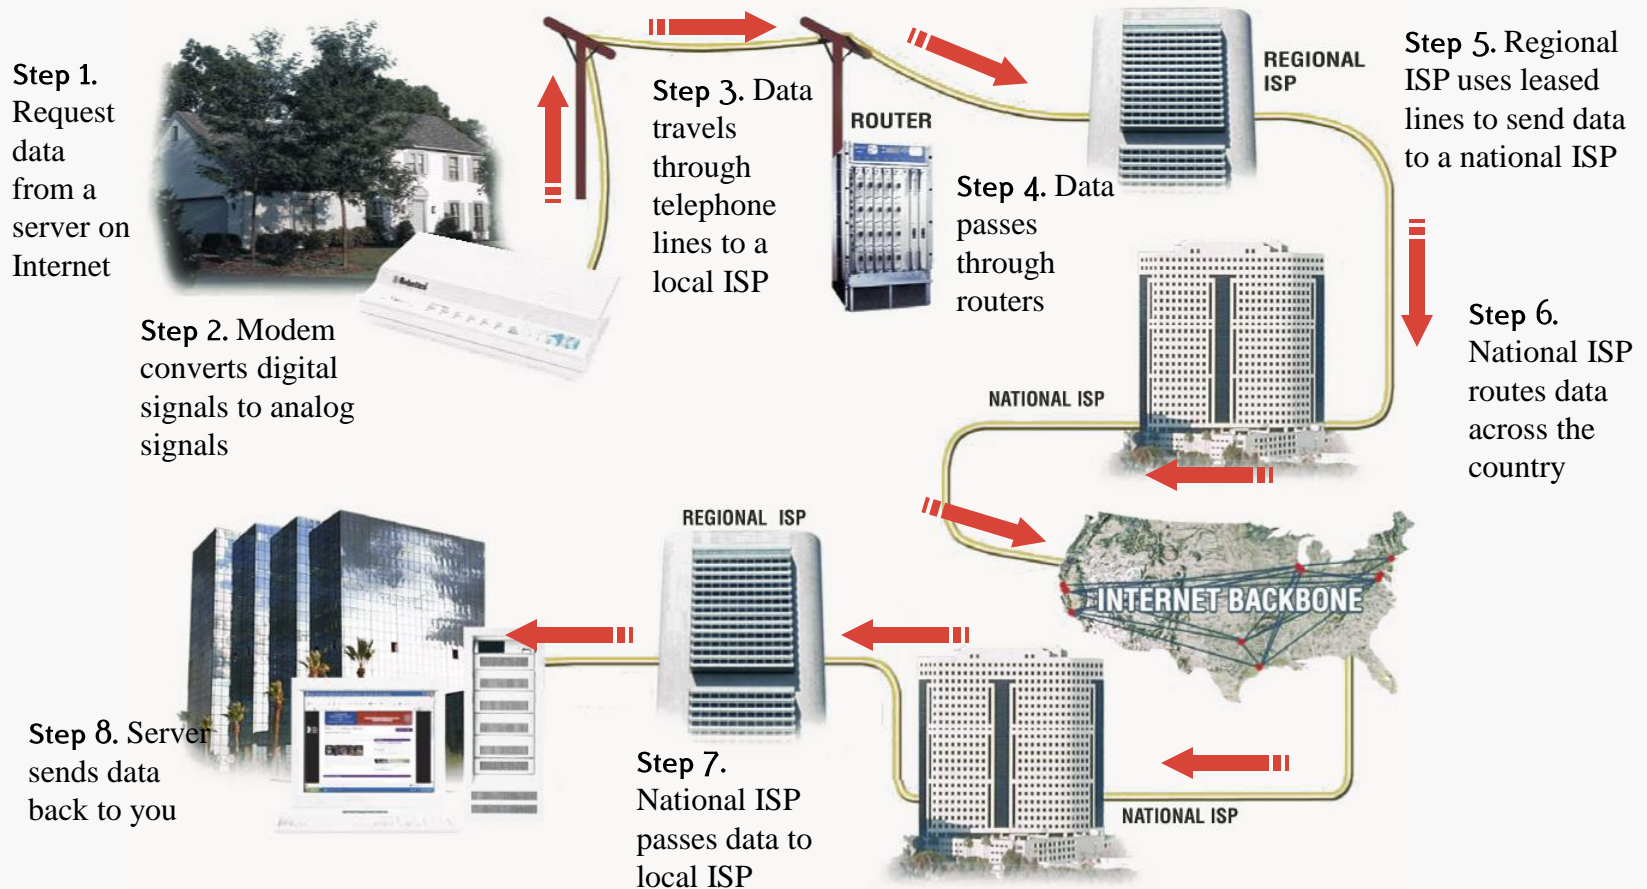 Step 1.
Request
data
from a
server on
Internet
Step 2. Modem
converts digital
signals to analog
signals
Step 3. Data
travels
through
telephone
lines to a
local ISP
ROUTER
Step 4. Data
passes
through
routers
REGIONAL
ISP
Step 5. Regional
ISP uses leased
lines to send data
to a national ISP
NATIONAL ISP
Step 6.
National ISP
routes data
across the
country
INTERNET BACKBONE
NATIONAL ISP
REGIONAL ISP
Step 7.
National ISP
passes data to
local ISP
Step 8. Server
sends data
back to you